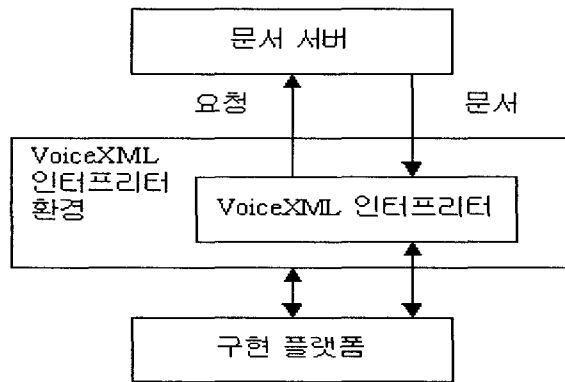 문서 서버
요청
문서
VoiceXML
인터프리터
환경
VoiceXML 인터프리터
구현 플랫폼